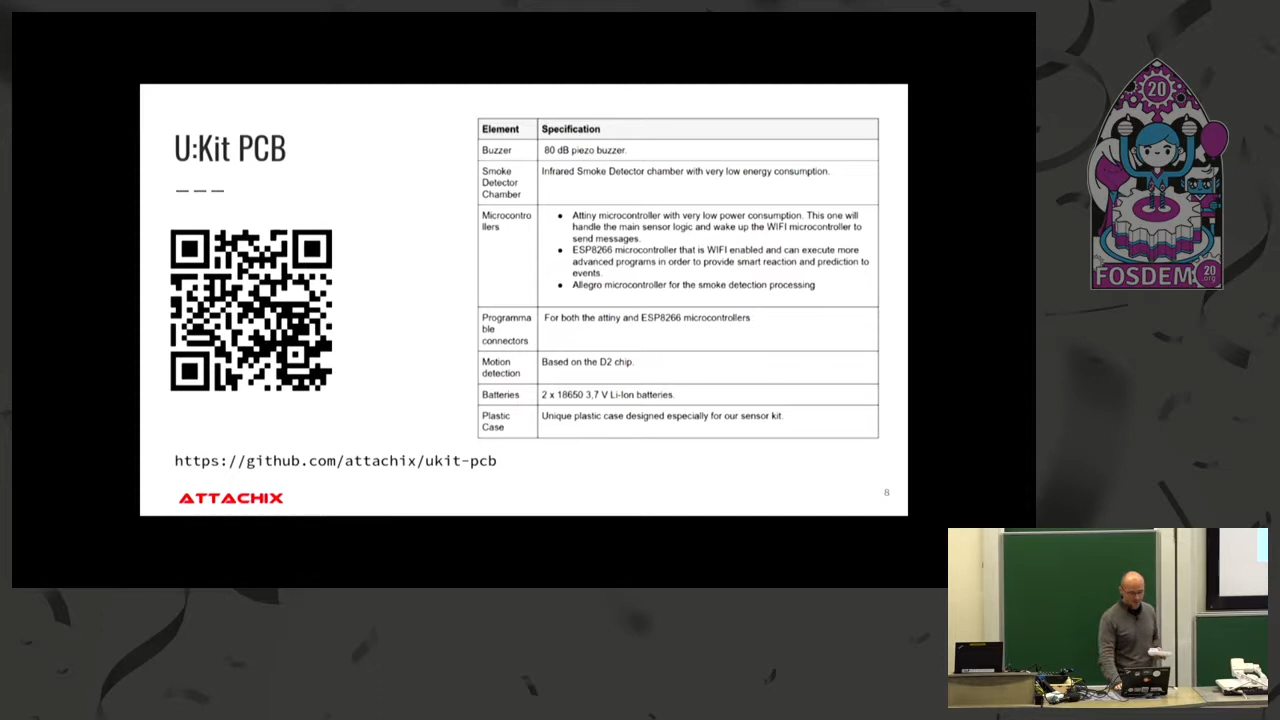 U:Kit PCB
– – –
https://github.com/attachix/ukit-pcb
ATTACHIX
Element Specification
Buzzer 80 dB piezo buzzer.
Smoke Infrared Smoke Detector chamber with very low energy consumption.
Detector
Chamber
Microcontro ● Attiny microcontroller with very low power consumption. This one will
llers handle the main sensor logic and wake up the WIFI microcontroller to
send messages.
● ESP8266 microcontroller that is WIFI enabled and can execute more
advanced programs in order to provide smart reaction and prediction to
events.
● Allegro microcontroller for the smoke detection processing
Programma For both the attiny and ESP8266 microcontrollers
ble
connectors
Motion Based on the D2 chip.
detection
Batteries 2 x 18650 3,7 V Li-Ion batteries.
Plastic Unique plastic case designed especially for our sensor kit.
Case
8
20
FOSDEM 20
.org